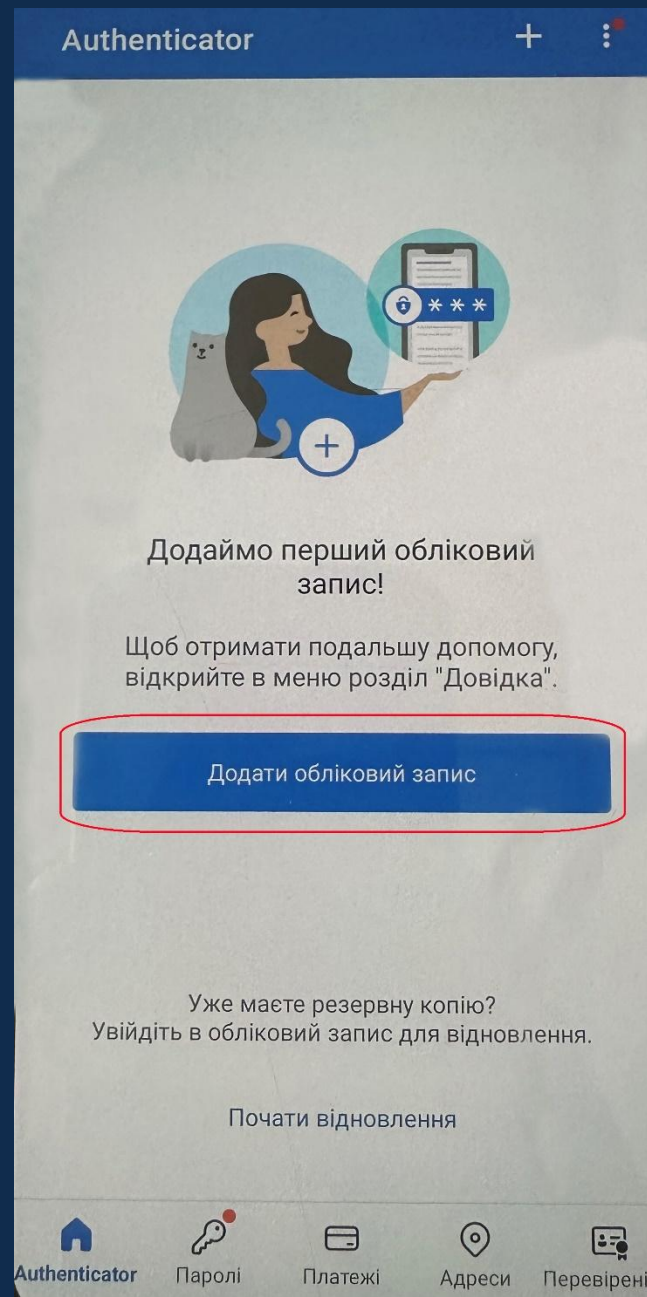 Authenticator
* * *
Додаймо перший обліковий
запис!
Щоб отримати подальшу допомогу,
відкрийте в меню розділ "Довідка".
Додати обліковий запис
Уже маєте резервну копію?
Увійдіть в обліковий запис для відновлення.
Почати відновлення
Authenticator Паролі Платежі Адреси Перевірені